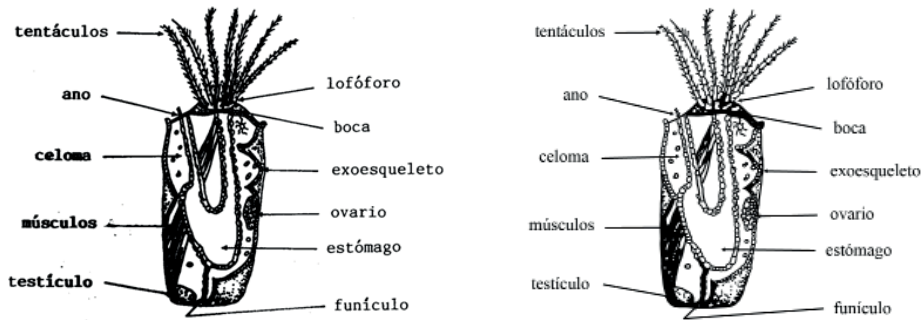 tentáculos
ano
celoma
músculos
testículo
lofóforo
boca
exoesqueleto
ovario
estómago
funículo
tentáculos
ano
celoma
músculos
testículo
lofóforo
boca
exoesqueleto
ovario
estómago
funículo